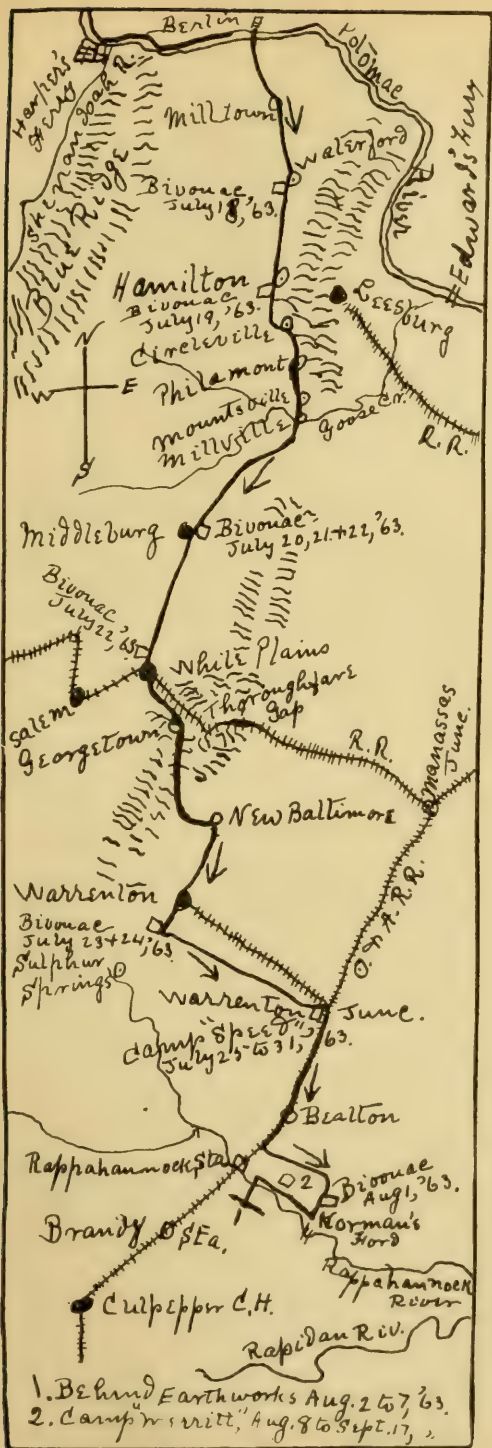 Berlin
Harper's
Ferry
Shenandoah R.
Potomac
River
Milltown
Waterford
Blue Ridge
Bivouac
July 18, '63.
Edwards' Ferry
Hamilton
Bivouac
July 19, '63.
Leesburg
Circleville
N
W E
S
Philamont
Mountsville
Millville
Goose Cr.
R.R.
Middleburg
Bivouac
July 20, 21 + 22, '63.
Bivouac
July 22, '63
White Plains
Salem
Thoroughfare
Gap
Georgetown
R.R.
Manassas
Junc.
New Baltimore
O. & A. R.R.
Warrenton
Bivouac
July 23 + 24, '63.
Sulphur
Springs
Warrenton June.
Camp "Speed",
July 25 to 31, '63.
Bealton
Rappahannock Sta.
2
Bivouac
Aug 1, '63.
1
Norman's
Ford
Brandy Sta.
Rappahannock
River
Culpepper C.H.
Rapidan Riv.
1. Behind Earthworks Aug. 2 to 7, '63.
2. Camp "Merritt", Aug. 8 to Sept. 17, "